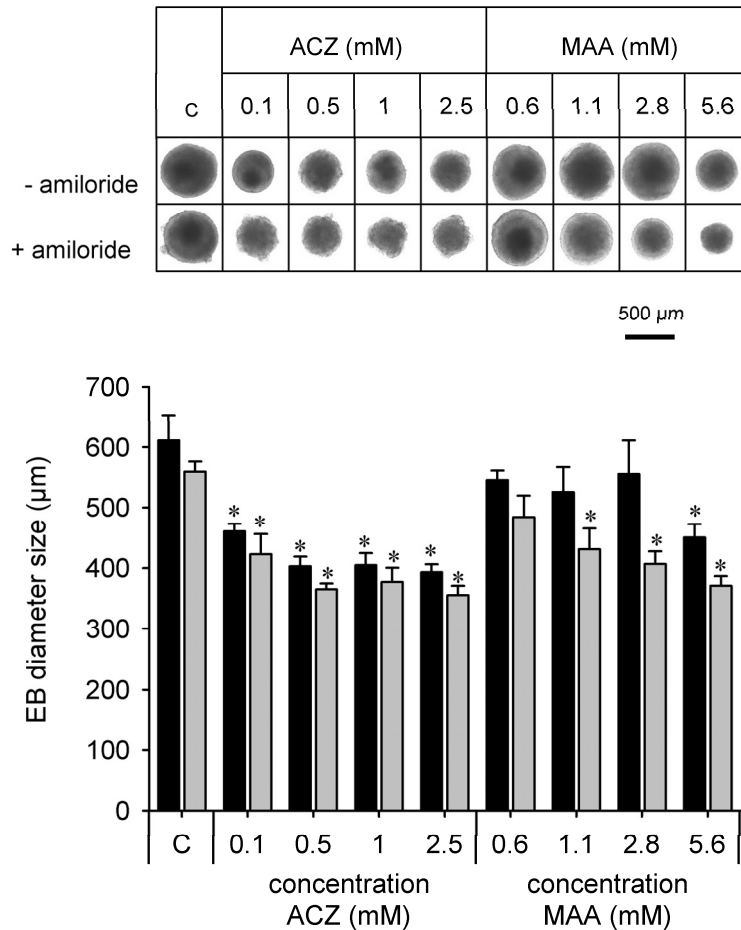 ACZ (mM) MAA (mM)
c 0.1 0.5 1 2.5 0.6 1.1 2.8 5.6
- amiloride
+ amiloride
500 µm
700
600
500
400
300
200
100
0
EB diameter size (µm)
* * * * * * * * * * * *
C 0.1 0.5 1 2.5 0.6 1.1 2.8 5.6
concentration concentration
ACZ (mM) MAA (mM)